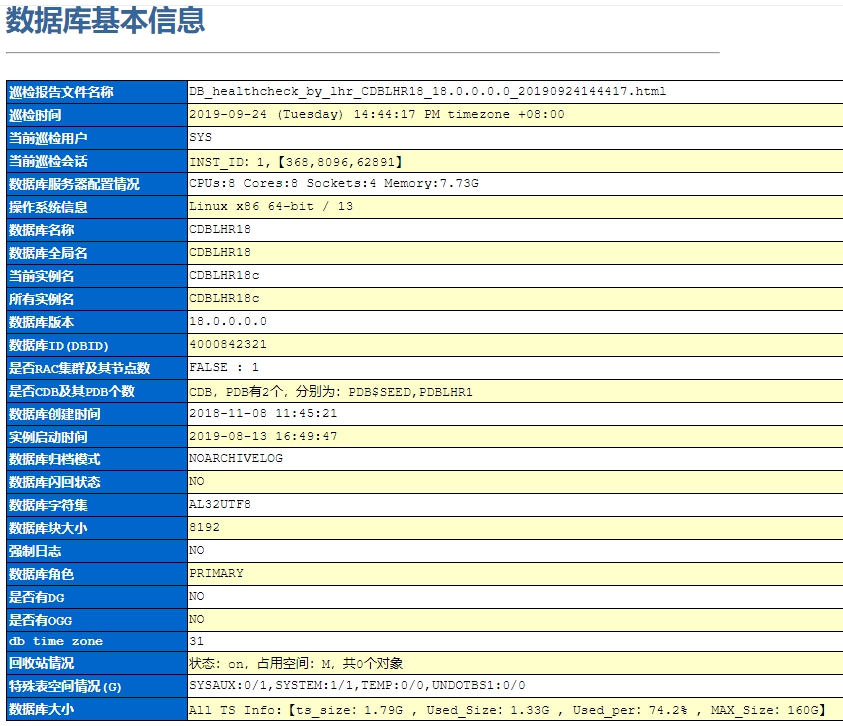 数据库基本信息
巡检报告文件名称 DB_healthcheck_by_lhr_CDBLHR18_18.0.0.0.0_20190924144417.html
巡检时间 2019-09-24 (Tuesday) 14:44:17 PM timezone +08:00
当前巡检用户 SYS
当前巡检会话 INST_ID: 1,【368,8096,62891】
数据库服务器配置情况 CPUs:8 Cores:8 Sockets:4 Memory:7.73G
操作系统信息 Linux x86 64-bit / 13
数据库名称 CDBLHR18
数据库全局名 CDBLHR18
当前实例名 CDBLHR18c
所有实例名 CDBLHR18c
数据库版本 18.0.0.0.0
数据库ID(DBID) 4000842321
是否RAC集群及其节点数 FALSE : 1
是否CDB及其PDB个数 CDB, PDB有2个, 分别为: PDB$SEED,PDBLHR1
数据库创建时间 2018-11-08 11:45:21
实例启动时间 2019-08-13 16:49:47
数据库归档模式 NOARCHIVELOG
数据库闪回状态 NO
数据库字符集 AL32UTF8
数据库块大小 8192
强制日志 NO
数据库角色 PRIMARY
是否有DG NO
是否有OGG NO
db time zone 31
回收站情况 状态: on, 占用空间: M, 共0个对象
特殊表空间情况(G) SYSAUX:0/1,SYSTEM:1/1,TEMP:0/0,UNDOTBS1:0/0
数据库大小 All TS Info:【ts_size: 1.79G , Used_Size: 1.33G , Used_per: 74.2% , MAX_Size: 160G】